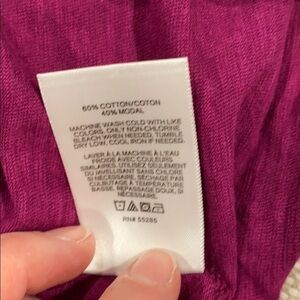 60% COTTON/COTON
40% MODAL
MACHINE WASH COLD WITH LIKE
COLORS, ONLY NON-CHLORINE
BLEACH WHEN NEEDED, TUMBLE
DRY LOW, COOL IRON IF NEEDED.
LAVER À LA MACHINE À L'EAU
FROIDE AVEC COULEURS
SIMILAIRES. UTILISEZ SEULEMENT
DU JAVELLISANT SANS CHLORE
SI NÉCESSAIRE. SÉCHAGE PAR
CULBUTAGE À TEMPÉRATURE
BASSE. REPASSAGE DOUX, SI
NÉCESSAIRE.
RN# 55285